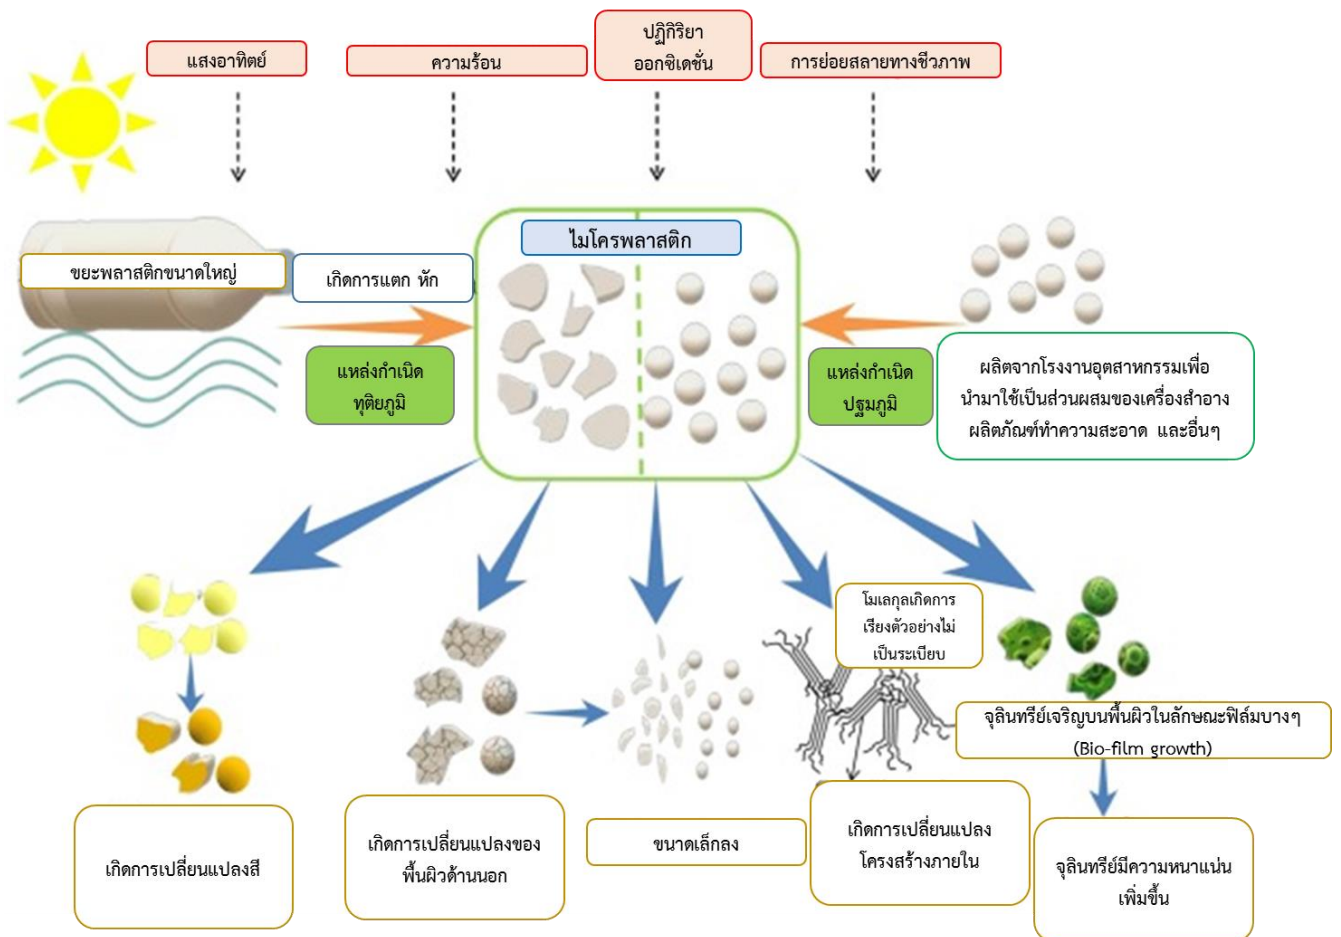 แสงอาทิตย์
ความร้อน
ปฏิกิริยา
ออกซิเดชั่น
การย่อยสลายทางชีวภาพ
ไมโครพลาสติก
ขยะพลาสติกขนาดใหญ่
เกิดการแตก หัก
แหล่งกำเนิด
ทุติยภูมิ
แหล่งกำเนิด
ปฐมภูมิ
ผลิตจากโรงงานอุตสาหกรรมเพื่อ
นำมาใช้เป็นส่วนผสมของเครื่องสำอาง
ผลิตภัณฑ์ทำความสะอาด และอื่นๆ
โมเลกุลเกิดการ
เรียงตัวอย่างไม่
เป็นระเบียบ
จุลินทรีย์เจริญบนพื้นผิวในลักษณะฟิล์มบางๆ
(Bio-film growth)
เกิดการเปลี่ยนแปลงสี
เกิดการเปลี่ยนแปลงของ
พื้นผิวด้านนอก
ขนาดเล็กลง
เกิดการเปลี่ยนแปลง
โครงสร้างภายใน
จุลินทรีย์มีความหนาแน่น
เพิ่มขึ้น